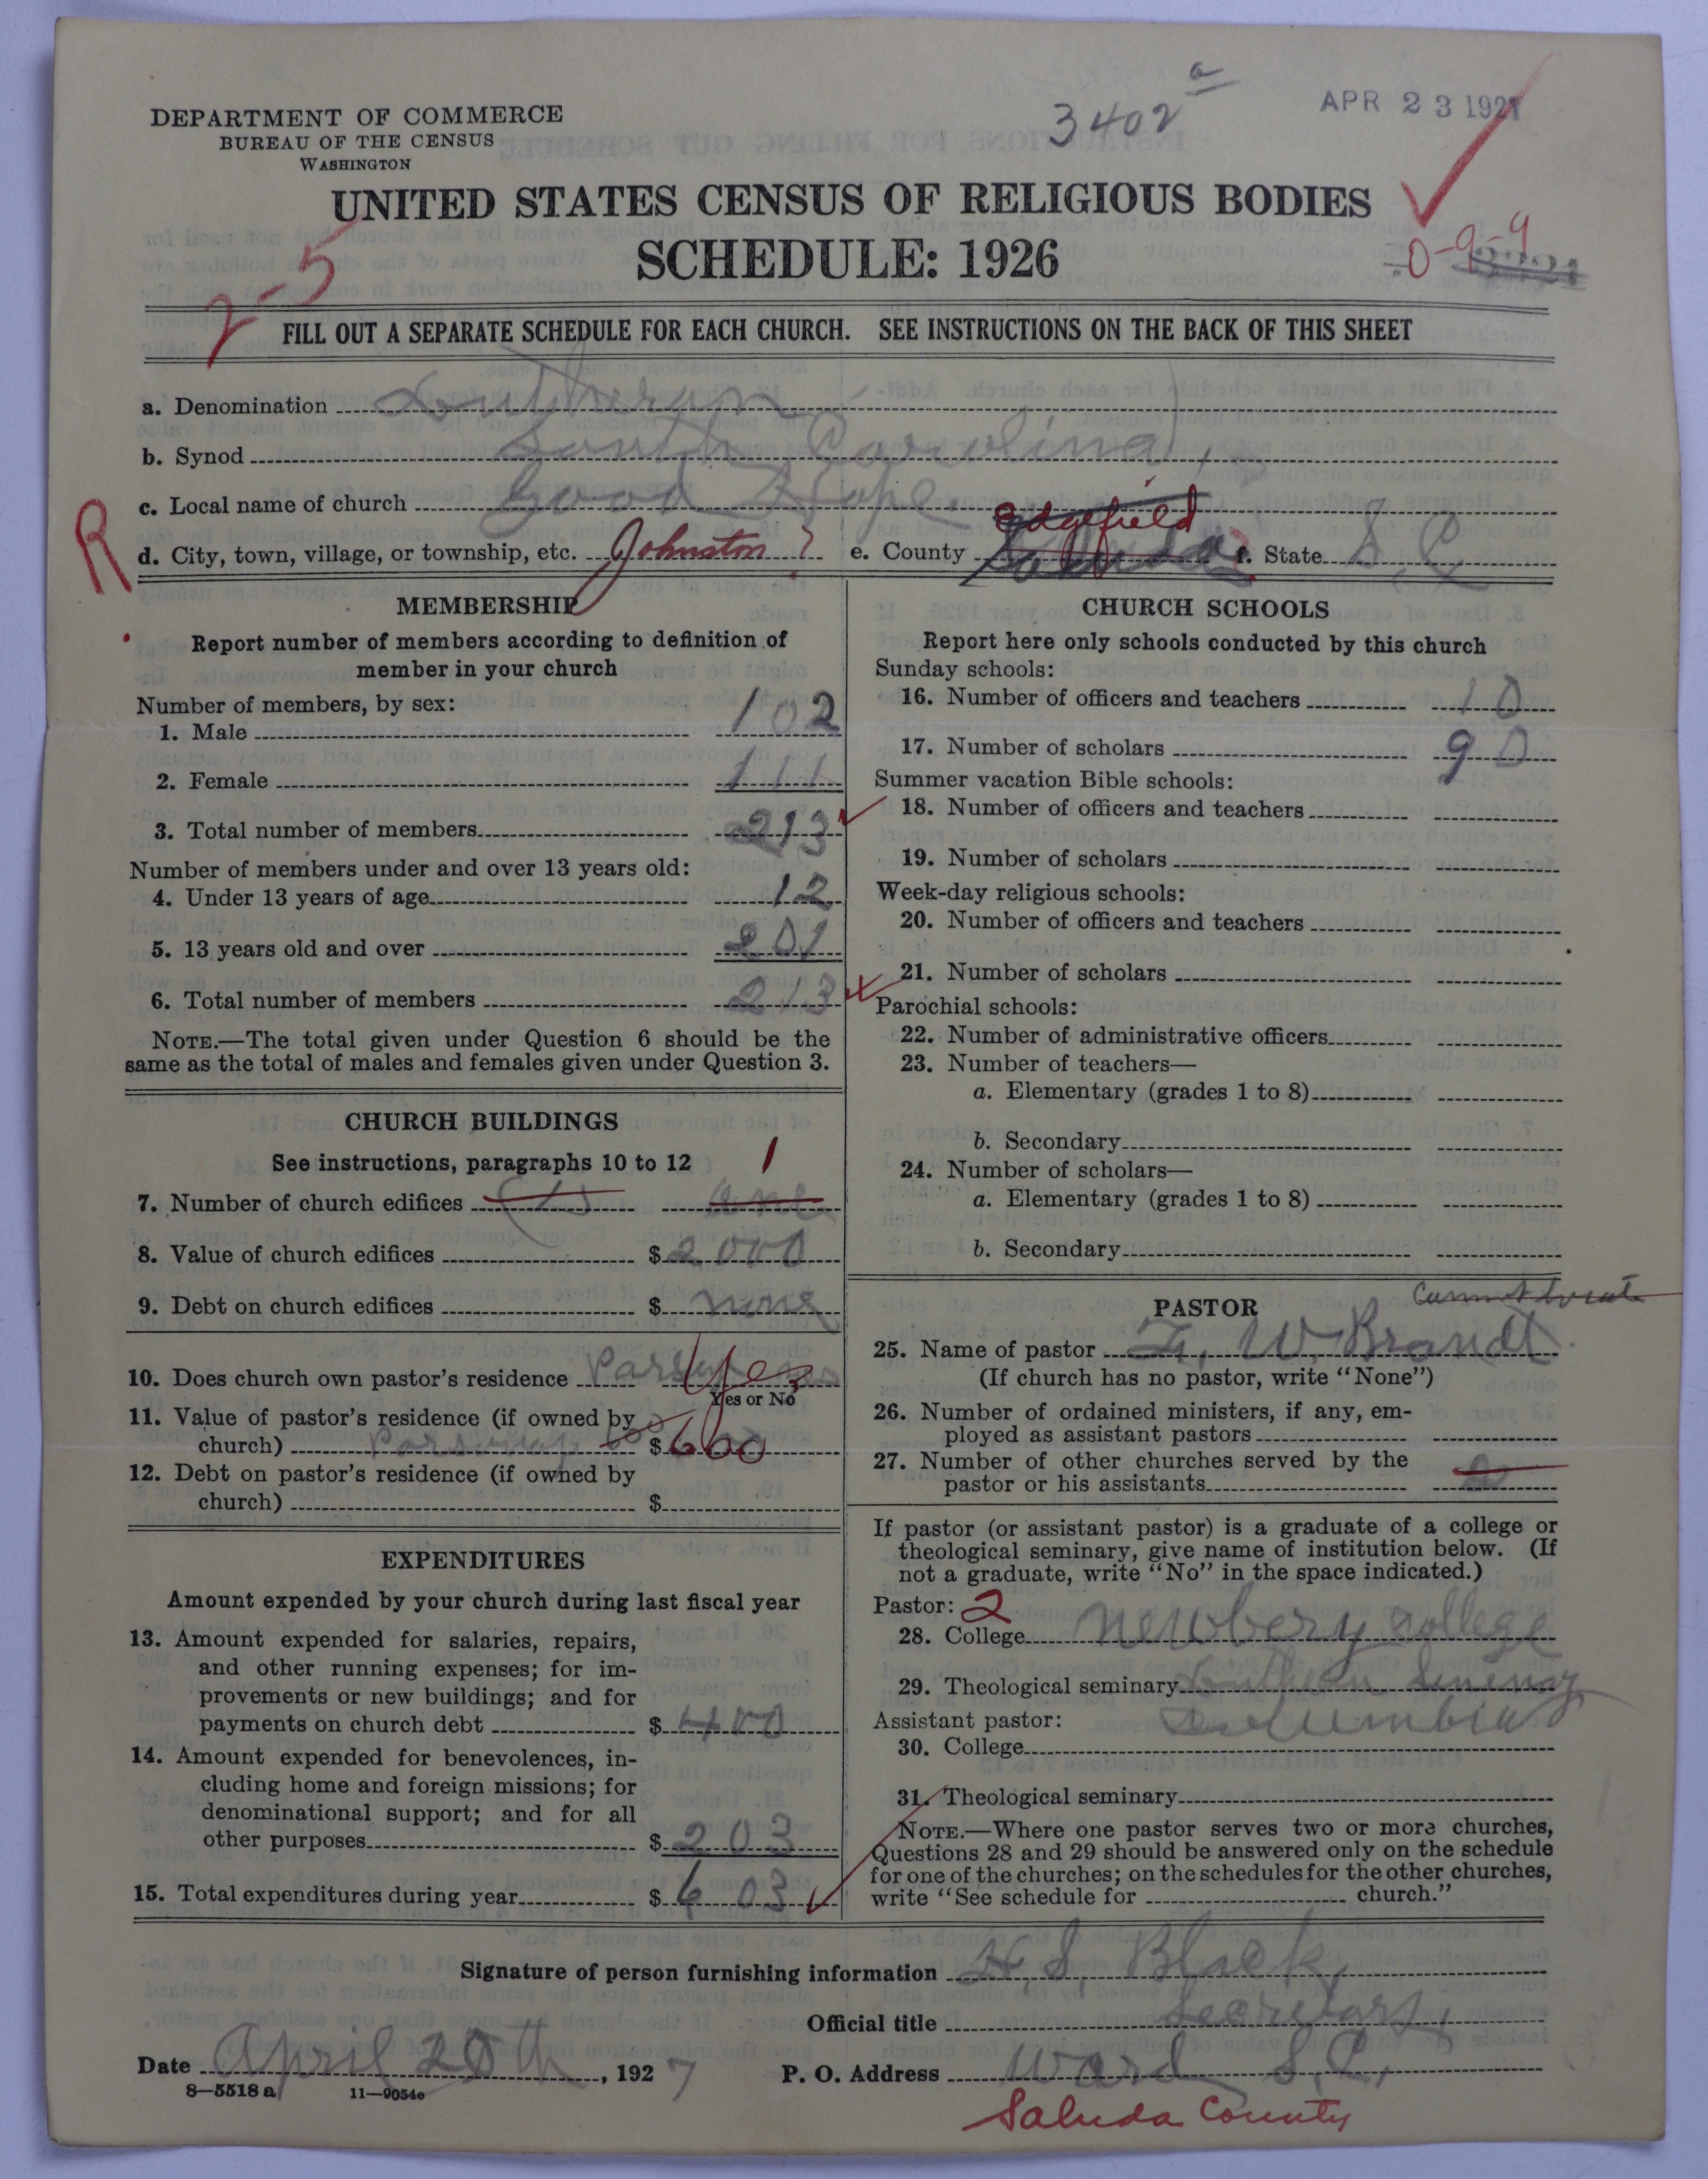 3402 a
APR 23 1927
DEPARTMENT OF COMMERCE
BUREAU OF THE CENSUS
WASHINGTON
UNITED STATES CENSUS OF RELIGIOUS BODIES
SCHEDULE: 1926
2-5
0-9-9
FILL OUT A SEPARATE SCHEDULE FOR EACH CHURCH. SEE INSTRUCTIONS ON THE BACK OF THIS SHEET
a. Denomination Lutheran
b. Synod South Carolina
c. Local name of church Good Hope
R
d. City, town, village, or township, etc. Johnston ? e. County Edgefield Saluda f. State S. C.
MEMBERSHIP
Report number of members according to definition of
member in your church
Number of members, by sex:
1. Male 102
2. Female 111
3. Total number of members 213
Number of members under and over 13 years old:
4. Under 13 years of age 12
5. 13 years old and over 201
6. Total number of members 213
NOTE.—The total given under Question 6 should be the
same as the total of males and females given under Question 3.
CHURCH BUILDINGS
See instructions, paragraphs 10 to 12 1
7. Number of church edifices (1) one
8. Value of church edifices $2000
9. Debt on church edifices $ none
10. Does church own pastor's residence Yes
Yes or No
11. Value of pastor's residence (if owned by
church) $600
12. Debt on pastor's residence (if owned by
church) $
EXPENDITURES
Amount expended by your church during last fiscal year
13. Amount expended for salaries, repairs,
and other running expenses; for im-
provements or new buildings; and for
payments on church debt $ 400
14. Amount expended for benevolences, in-
cluding home and foreign missions; for
denominational support; and for all
other purposes $ 203
15. Total expenditures during year $ 603
CHURCH SCHOOLS
Report here only schools conducted by this church
Sunday schools:
16. Number of officers and teachers 10
17. Number of scholars 90
Summer vacation Bible schools:
18. Number of officers and teachers
19. Number of scholars
Week-day religious schools:
20. Number of officers and teachers
21. Number of scholars
Parochial schools:
22. Number of administrative officers
23. Number of teachers—
a. Elementary (grades 1 to 8)
b. Secondary
24. Number of scholars—
a. Elementary (grades 1 to 8)
b. Secondary
PASTOR
Cannot locate
25. Name of pastor W. Brandt
(If church has no pastor, write "None")
26. Number of ordained ministers, if any, em-
ployed as assistant pastors
27. Number of other churches served by the
pastor or his assistants
If pastor (or assistant pastor) is a graduate of a college or
theological seminary, give name of institution below. (If
not a graduate, write "No" in the space indicated.)
Pastor: 2
28. College Newbery college
29. Theological seminary Luthern Seminary
Columbia
Assistant pastor:
30. College
31. Theological seminary
NOTE.—Where one pastor serves two or more churches,
Questions 28 and 29 should be answered only on the schedule
for one of the churches; on the schedules for the other churches,
write "See schedule for church."
Signature of person furnishing information H. S. Black
Official title Secretary
Date April 20th, 1927 P. O. Address Ward S. C.
8—5518 a 11—9054e
Saluda County